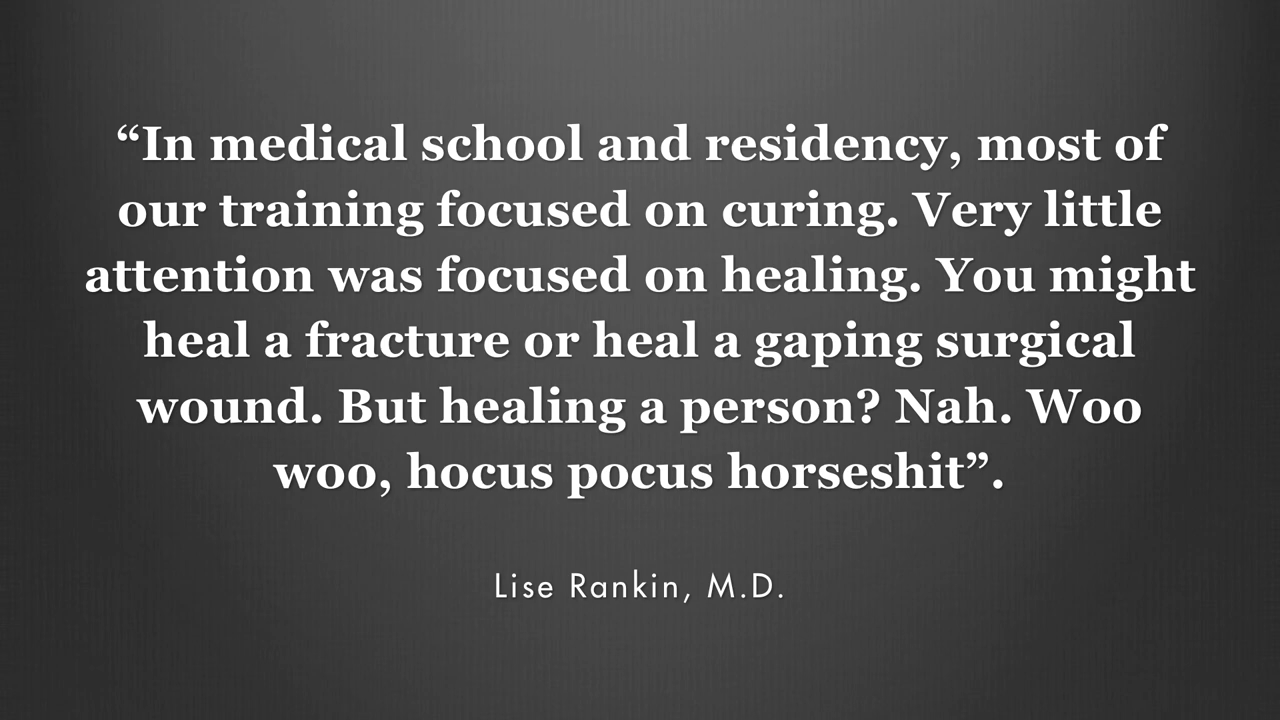 “In medical school and residency, most of
our training focused on curing. Very little
attention was focused on healing. You might
heal a fracture or heal a gaping surgical
wound. But healing a person? Nah. Woo
woo, hocus pocus horseshit”.
Lise Rankin, M.D.